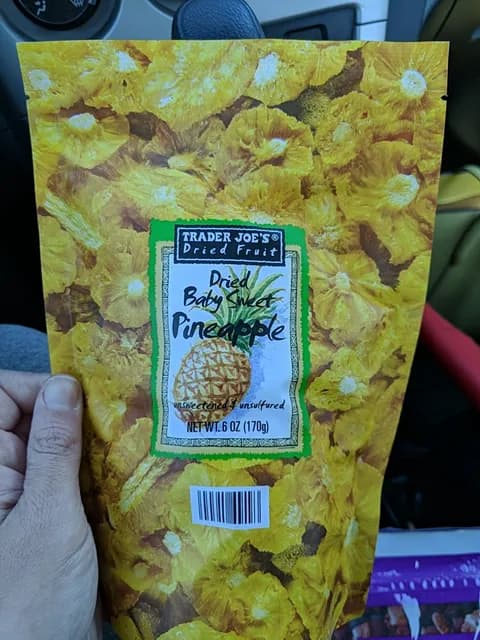 TRADER JOE'S®
Dried Fruit
Dried
Baby Sweet
Pineapple
unsweetened & unsulfured
NET WT. 6 OZ (170g)